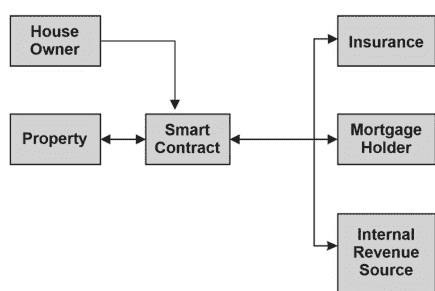 House
Owner
Insurance
Property
Smart
Contract
Mortgage
Holder
Internal
Revenue
Source